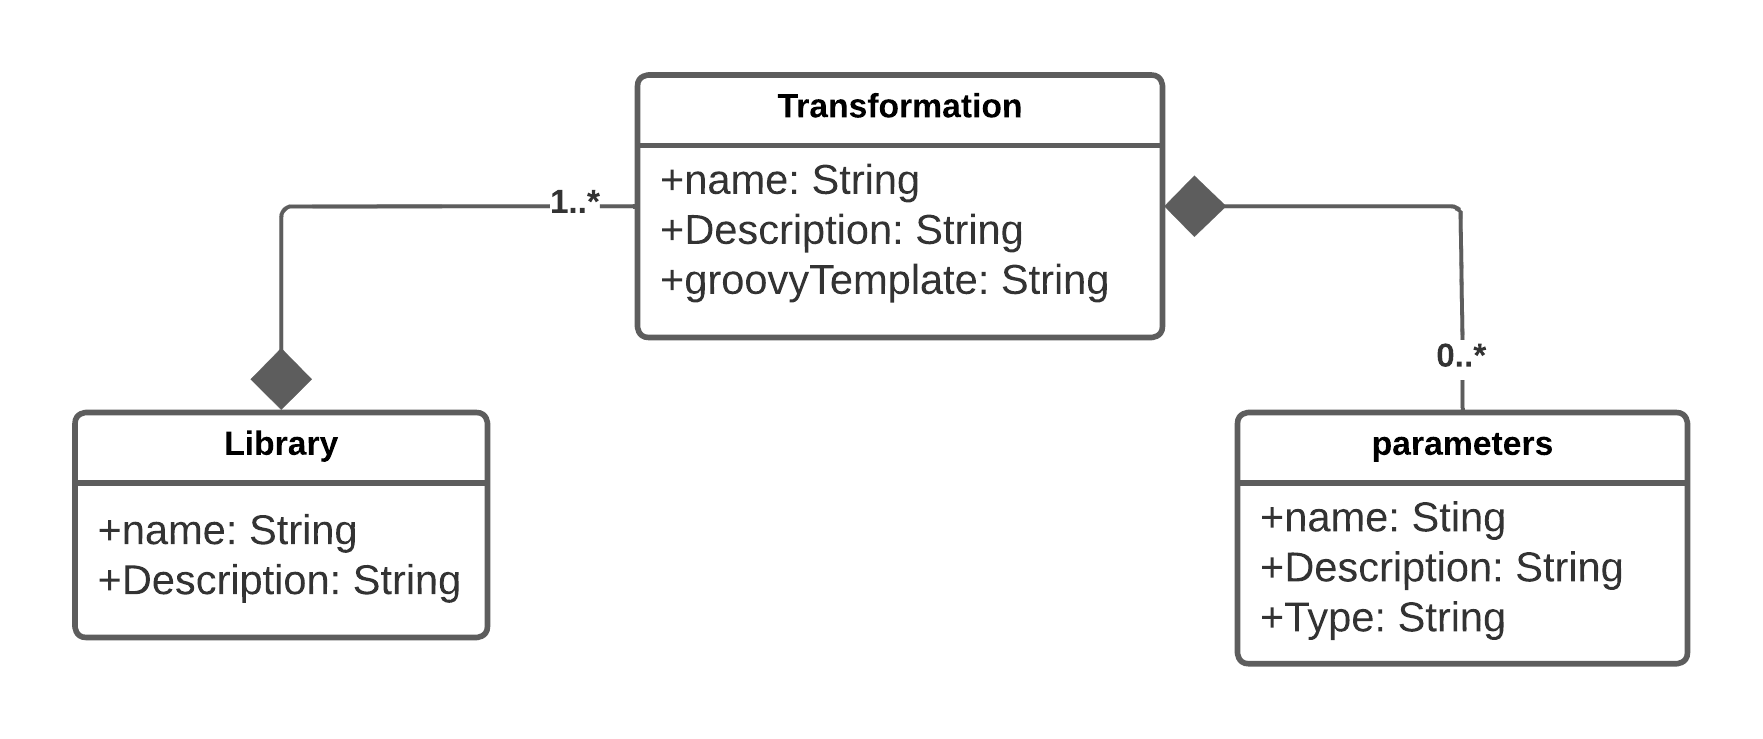 Transformation
+name: String
+Description: String
+groovyTemplate: String
1..*
0..*
Library
+name: String
+Description: String
parameters
+name: Sting
+Description: String
+Type: String